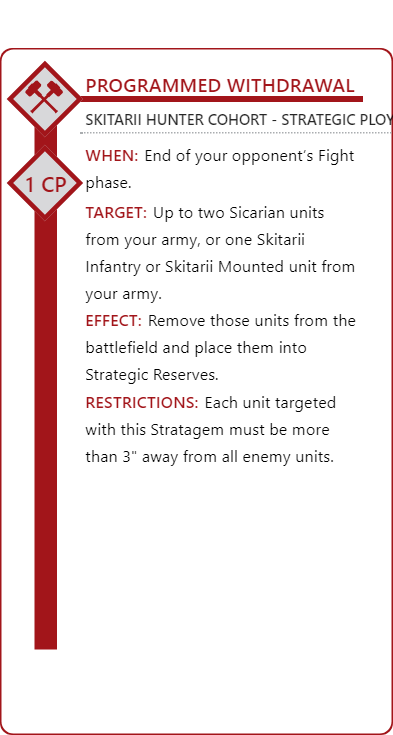 PROGRAMMED WITHDRAWAL
SKITARII HUNTER COHORT - STRATEGIC PLOY
1 CP
WHEN: End of your opponent’s Fight
phase.
TARGET: Up to two Sicarian units
from your army, or one Skitarii
Infantry or Skitarii Mounted unit from
your army.
EFFECT: Remove those units from the
battlefield and place them into
Strategic Reserves.
RESTRICTIONS: Each unit targeted
with this Stratagem must be more
than 3" away from all enemy units.